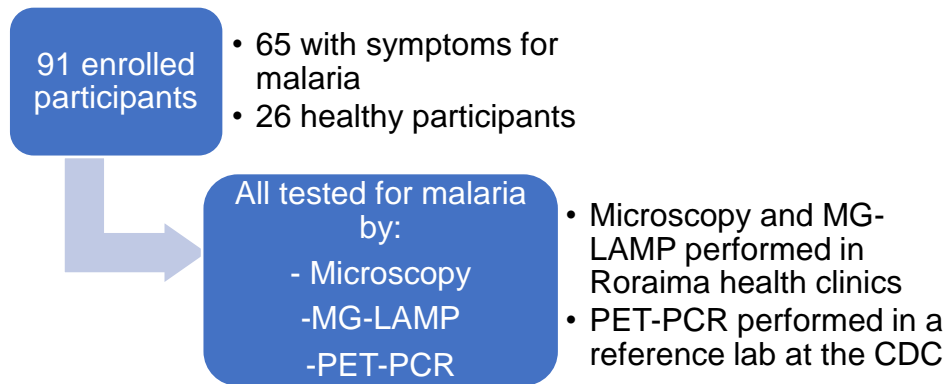 91 enrolled
participants
• 65 with symptoms for
malaria
• 26 healthy participants
All tested for malaria
by:
- Microscopy
-MG-LAMP
-PET-PCR
• Microscopy and MG-
LAMP performed in
Roraima health clinics
• PET-PCR performed in a
reference lab at the CDC